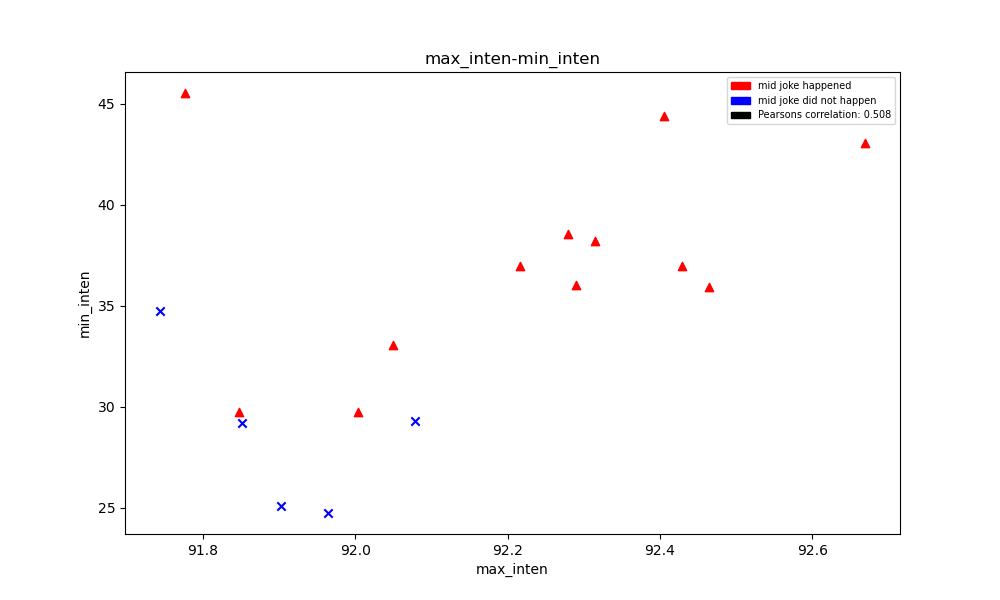 max_inten-min_inten
mid joke happened
mid joke did not happen
Pearsons correlation: 0.508
45
40
35
30
25
min_inten
91.8
92.0
92.2
92.4
92.6
max_inten